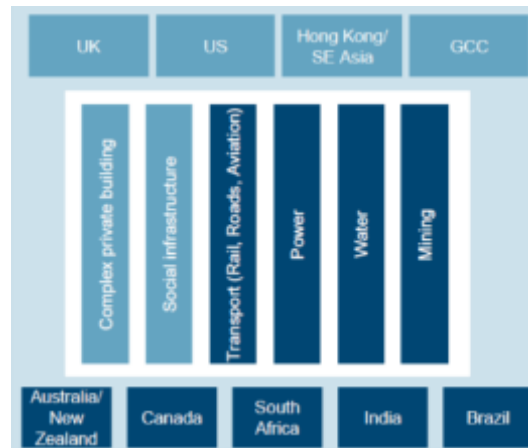 UK
US
Hong Kong/
SE Asia
GCC
Complex private building
Social infrastructure
Transport (Rail, Roads, Aviation)
Power
Water
Mining
Australia/
New
Zealand
Canada
South
Africa
India
Brazil